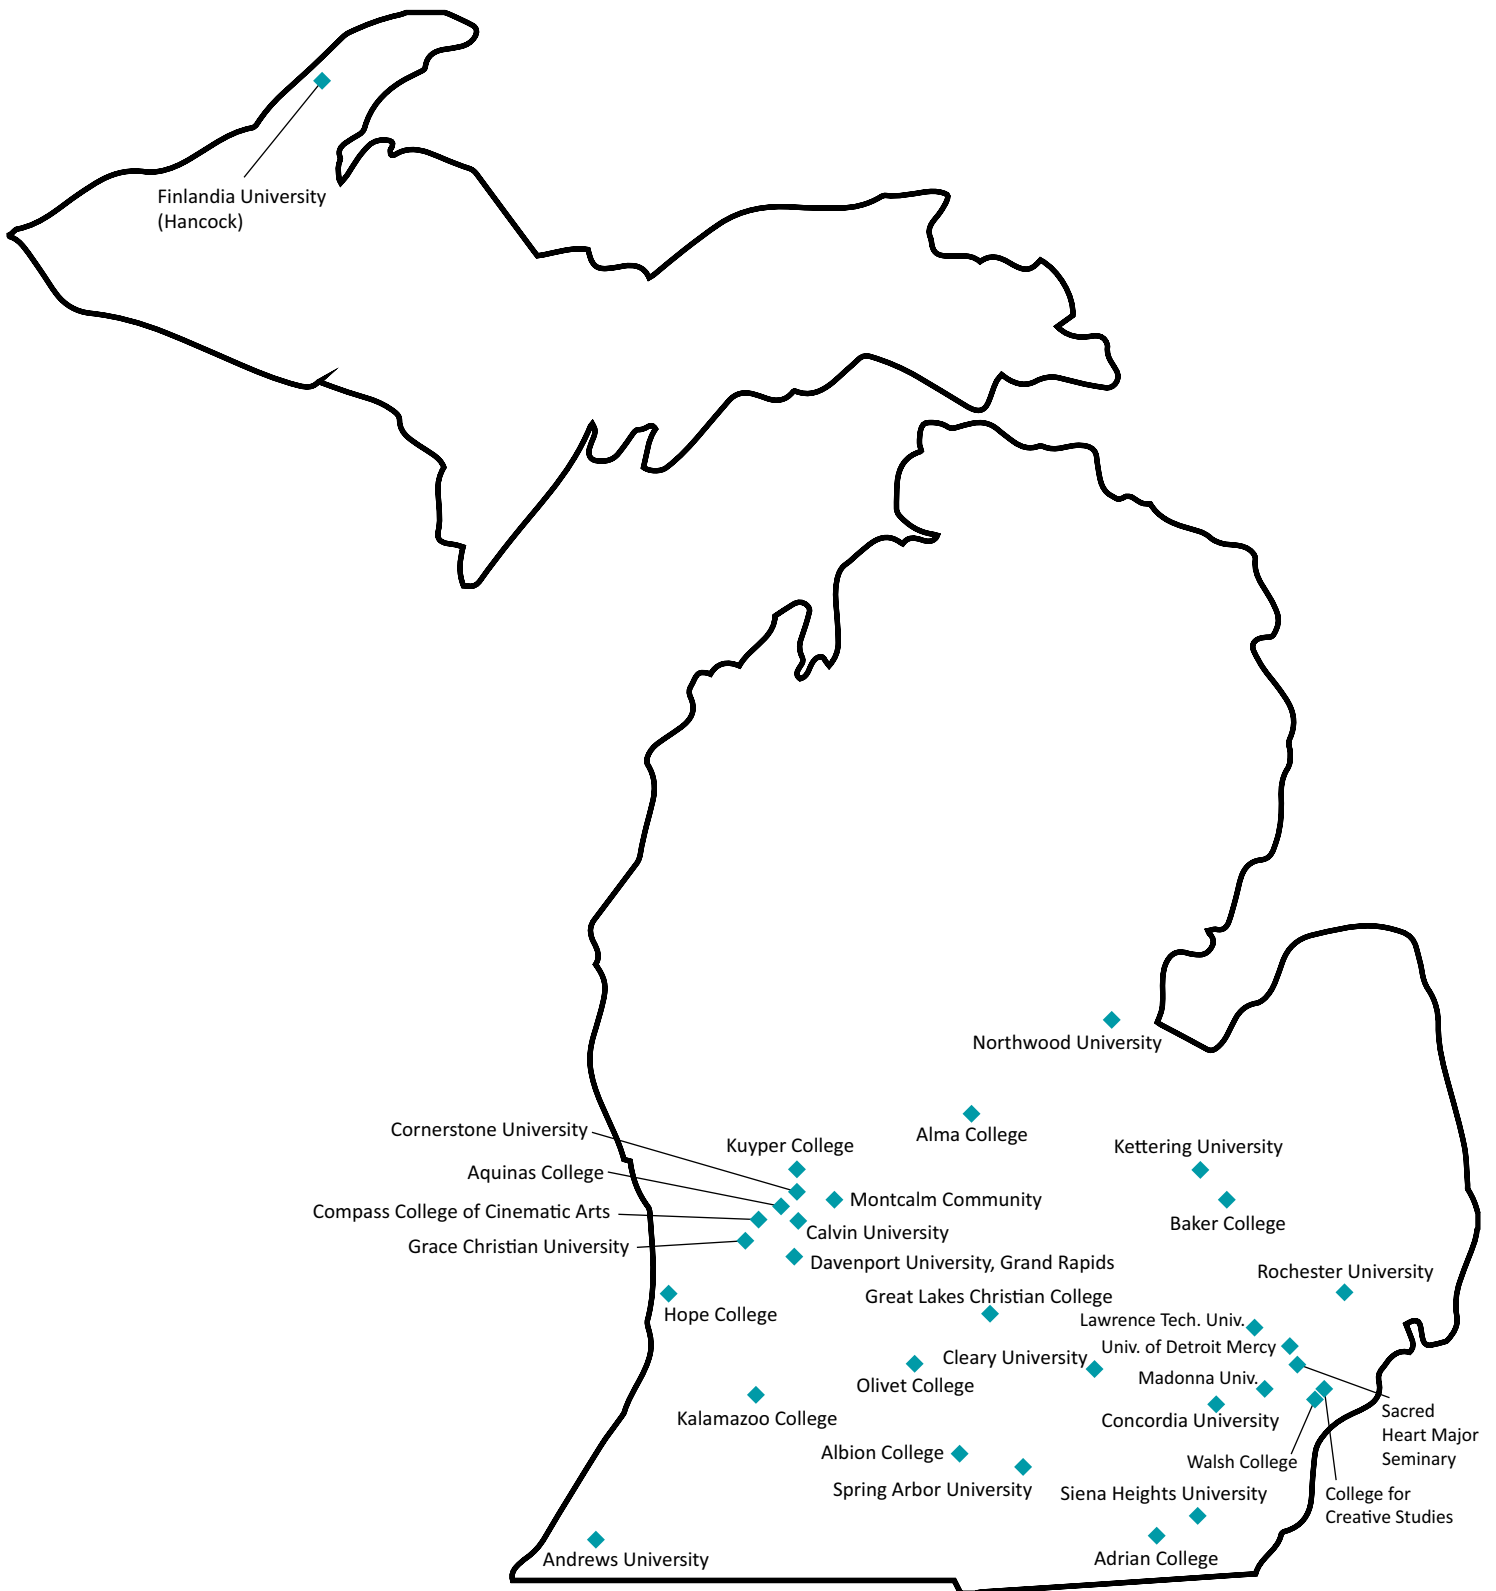 Finlandia University
(Hancock)
Northwood University
Alma College
Cornerstone University
Kuyper College
Kettering University
Aquinas College
Montcalm Community
Compass College of Cinematic Arts
Baker College
Calvin University
Grace Christian University
Davenport University, Grand Rapids
Rochester University
Great Lakes Christian College
Hope College
Lawrence Tech. Univ.
Univ. of Detroit Mercy
Cleary University
Madonna Univ.
Olivet College
Sacred
Heart Major
Seminary
Kalamazoo College
Concordia University
Albion College
Walsh College
Spring Arbor University
Siena Heights University
College for
Creative Studies
Andrews University
Adrian College